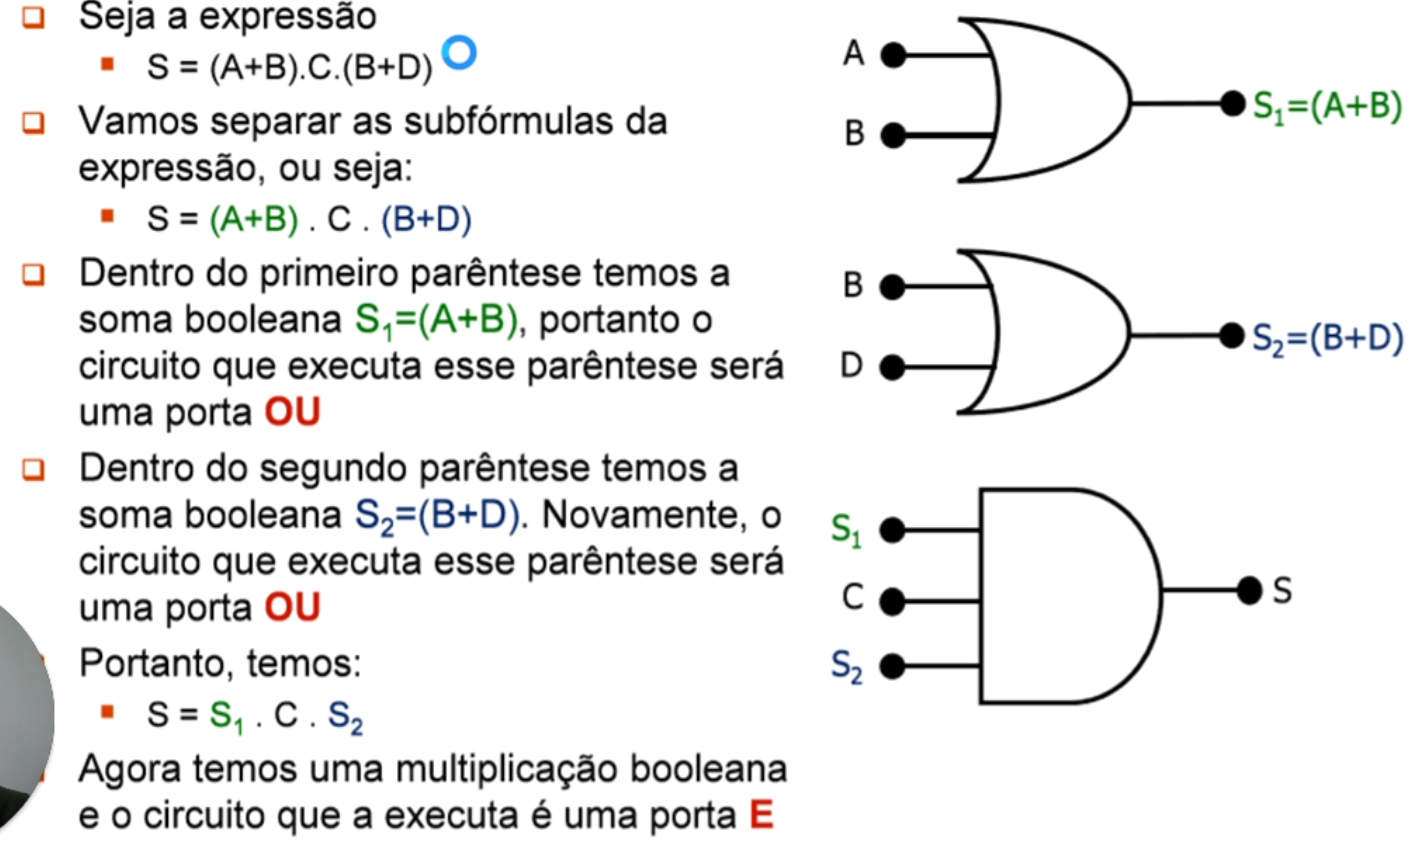 Seja a expressão
S = (A+B).C.(B+D)
Vamos separar as subfórmulas da
expressão, ou seja:
S = (A+B) . C . (B+D)
Dentro do primeiro parêntese temos a
soma booleana S₁=(A+B), portanto o
circuito que executa esse parêntese será
uma porta OU
Dentro do segundo parêntese temos a
soma booleana S₂=(B+D). Novamente, o
circuito que executa esse parêntese será
uma porta OU
Portanto, temos:
S = S₁ . C . S₂
Agora temos uma multiplicação booleana
e o circuito que a executa é uma porta E
A
B
S₁=(A+B)
B
D
S₂=(B+D)
S₁
C
S₂
S